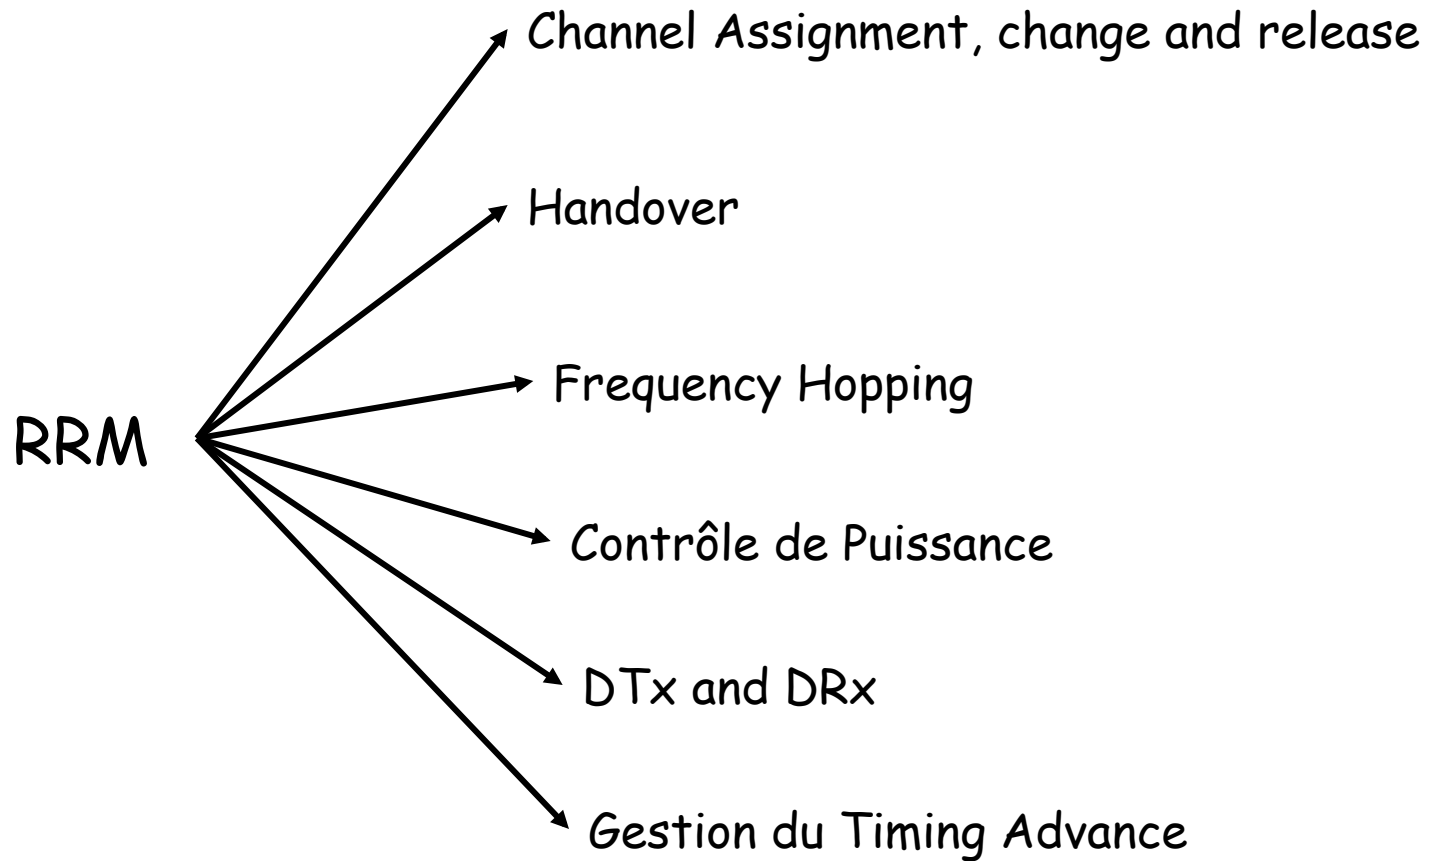 Channel Assignment, change and release
Handover
Frequency Hopping
RRM
Contrôle de Puissance
DTx and DRx
Gestion du Timing Advance